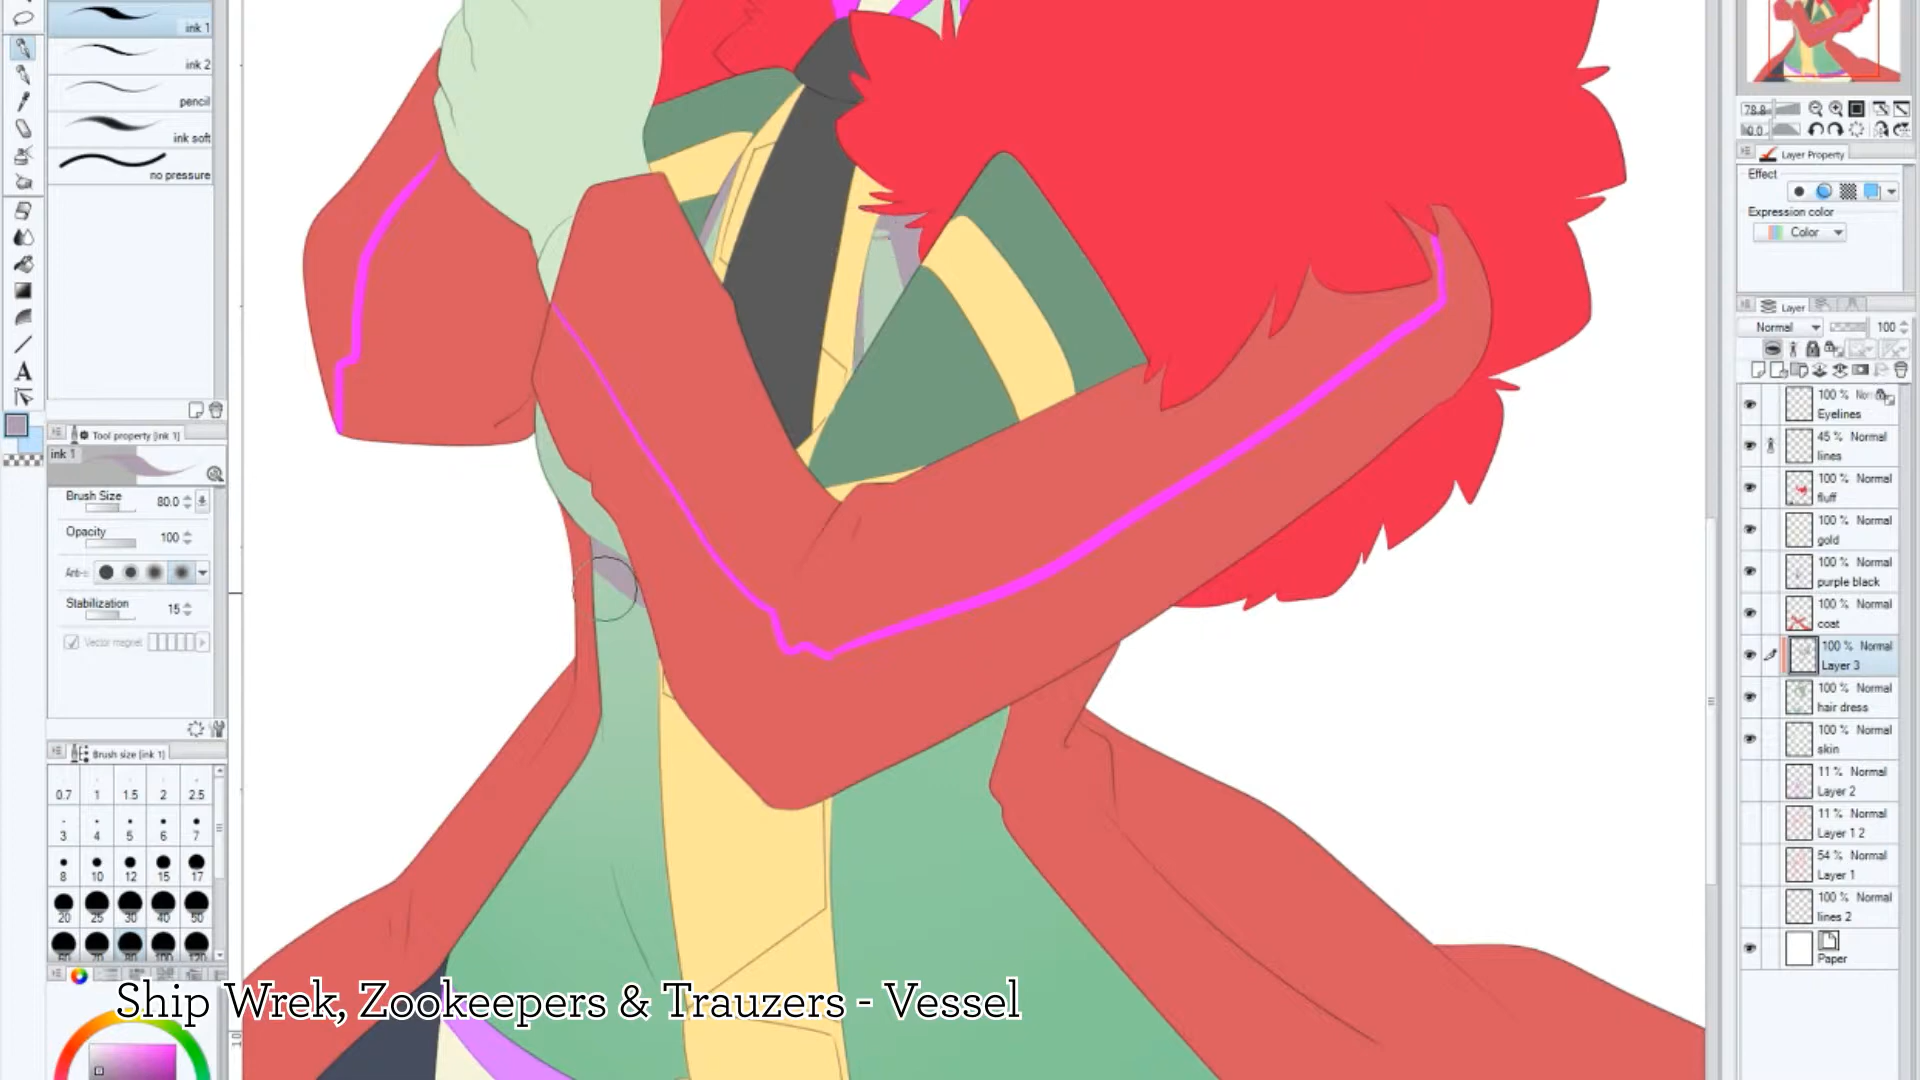 ink 1
ink 2
pencil
ink soft
no pressure
Tool property [ink 1]
ink 1
Brush Size 80.0
Opacity 100
Stabilization 15
Vector magnet
Brush size [ink 1]
0.7 1 1.5 2 2.5
3 4 5 6 7
8 10 12 15 17
20 25 30 40 50
Ship Wrek, Zookeepers & Trauzers - Vessel
78.8
0.0
Layer Property
Effect
Expression color
Color
Layer
Normal 100
100 % Nor
Eyelines
45 % Normal
lines
100 % Normal
fluff
100 % Normal
gold
100 % Normal
purple black
100 % Normal
coat
100 % Normal
Layer 3
100 % Normal
hair dress
100 % Normal
skin
11 % Normal
Layer 2
11 % Normal
Layer 1 2
54 % Normal
Layer 1
100 % Normal
lines 2
Paper